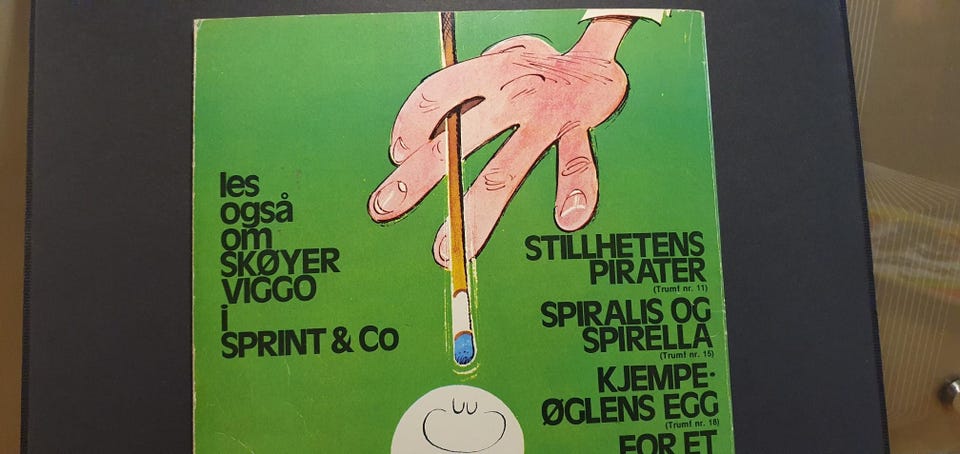 les
også
om
SKØYER
VIGGO
i
SPRINT & Co
STILLHETENS
PIRATER
(Trumf nr. 11)
SPIRALIS OG
SPIRELLA
(Trumf nr. 15)
KJEMPE-
ØGLENS EGG
(Trumf nr. 18)
FOR ET